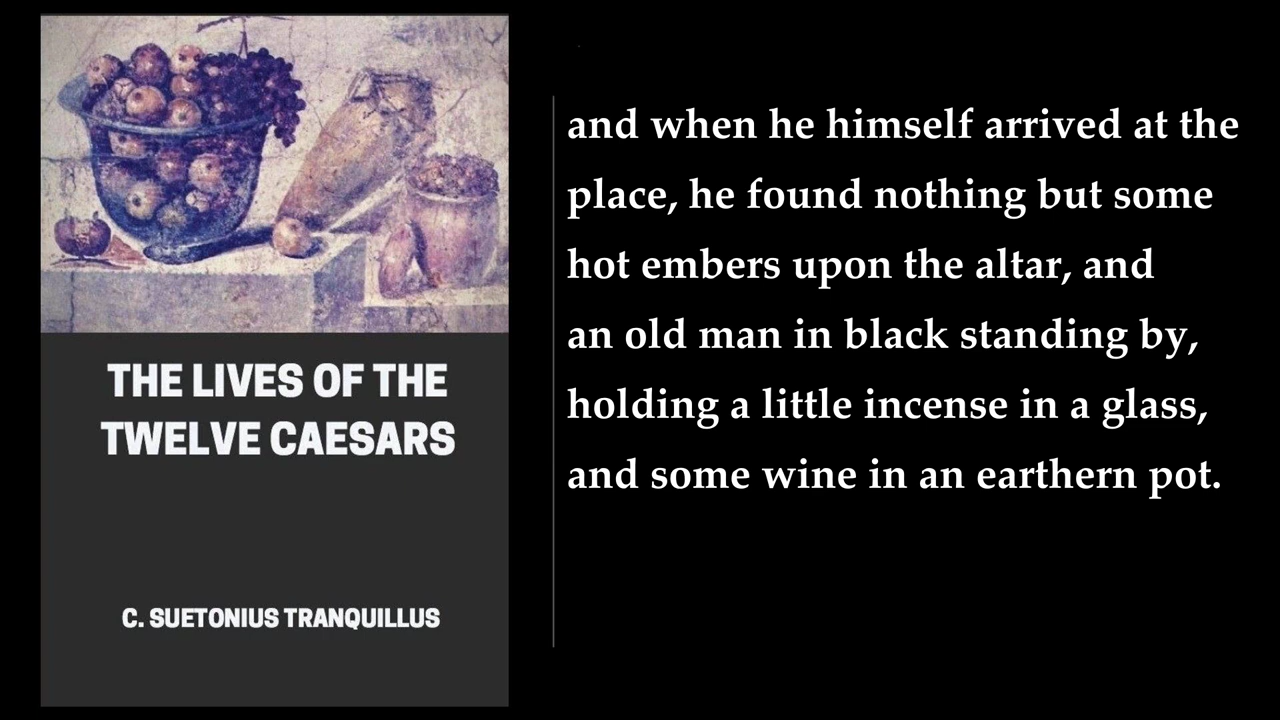 THE LIVES OF THE
TWELVE CAESARS
C. SUETONIUS TRANQUILLUS
and when he himself arrived at the
place, he found nothing but some
hot embers upon the altar, and
an old man in black standing by,
holding a little incense in a glass,
and some wine in an earthern pot.